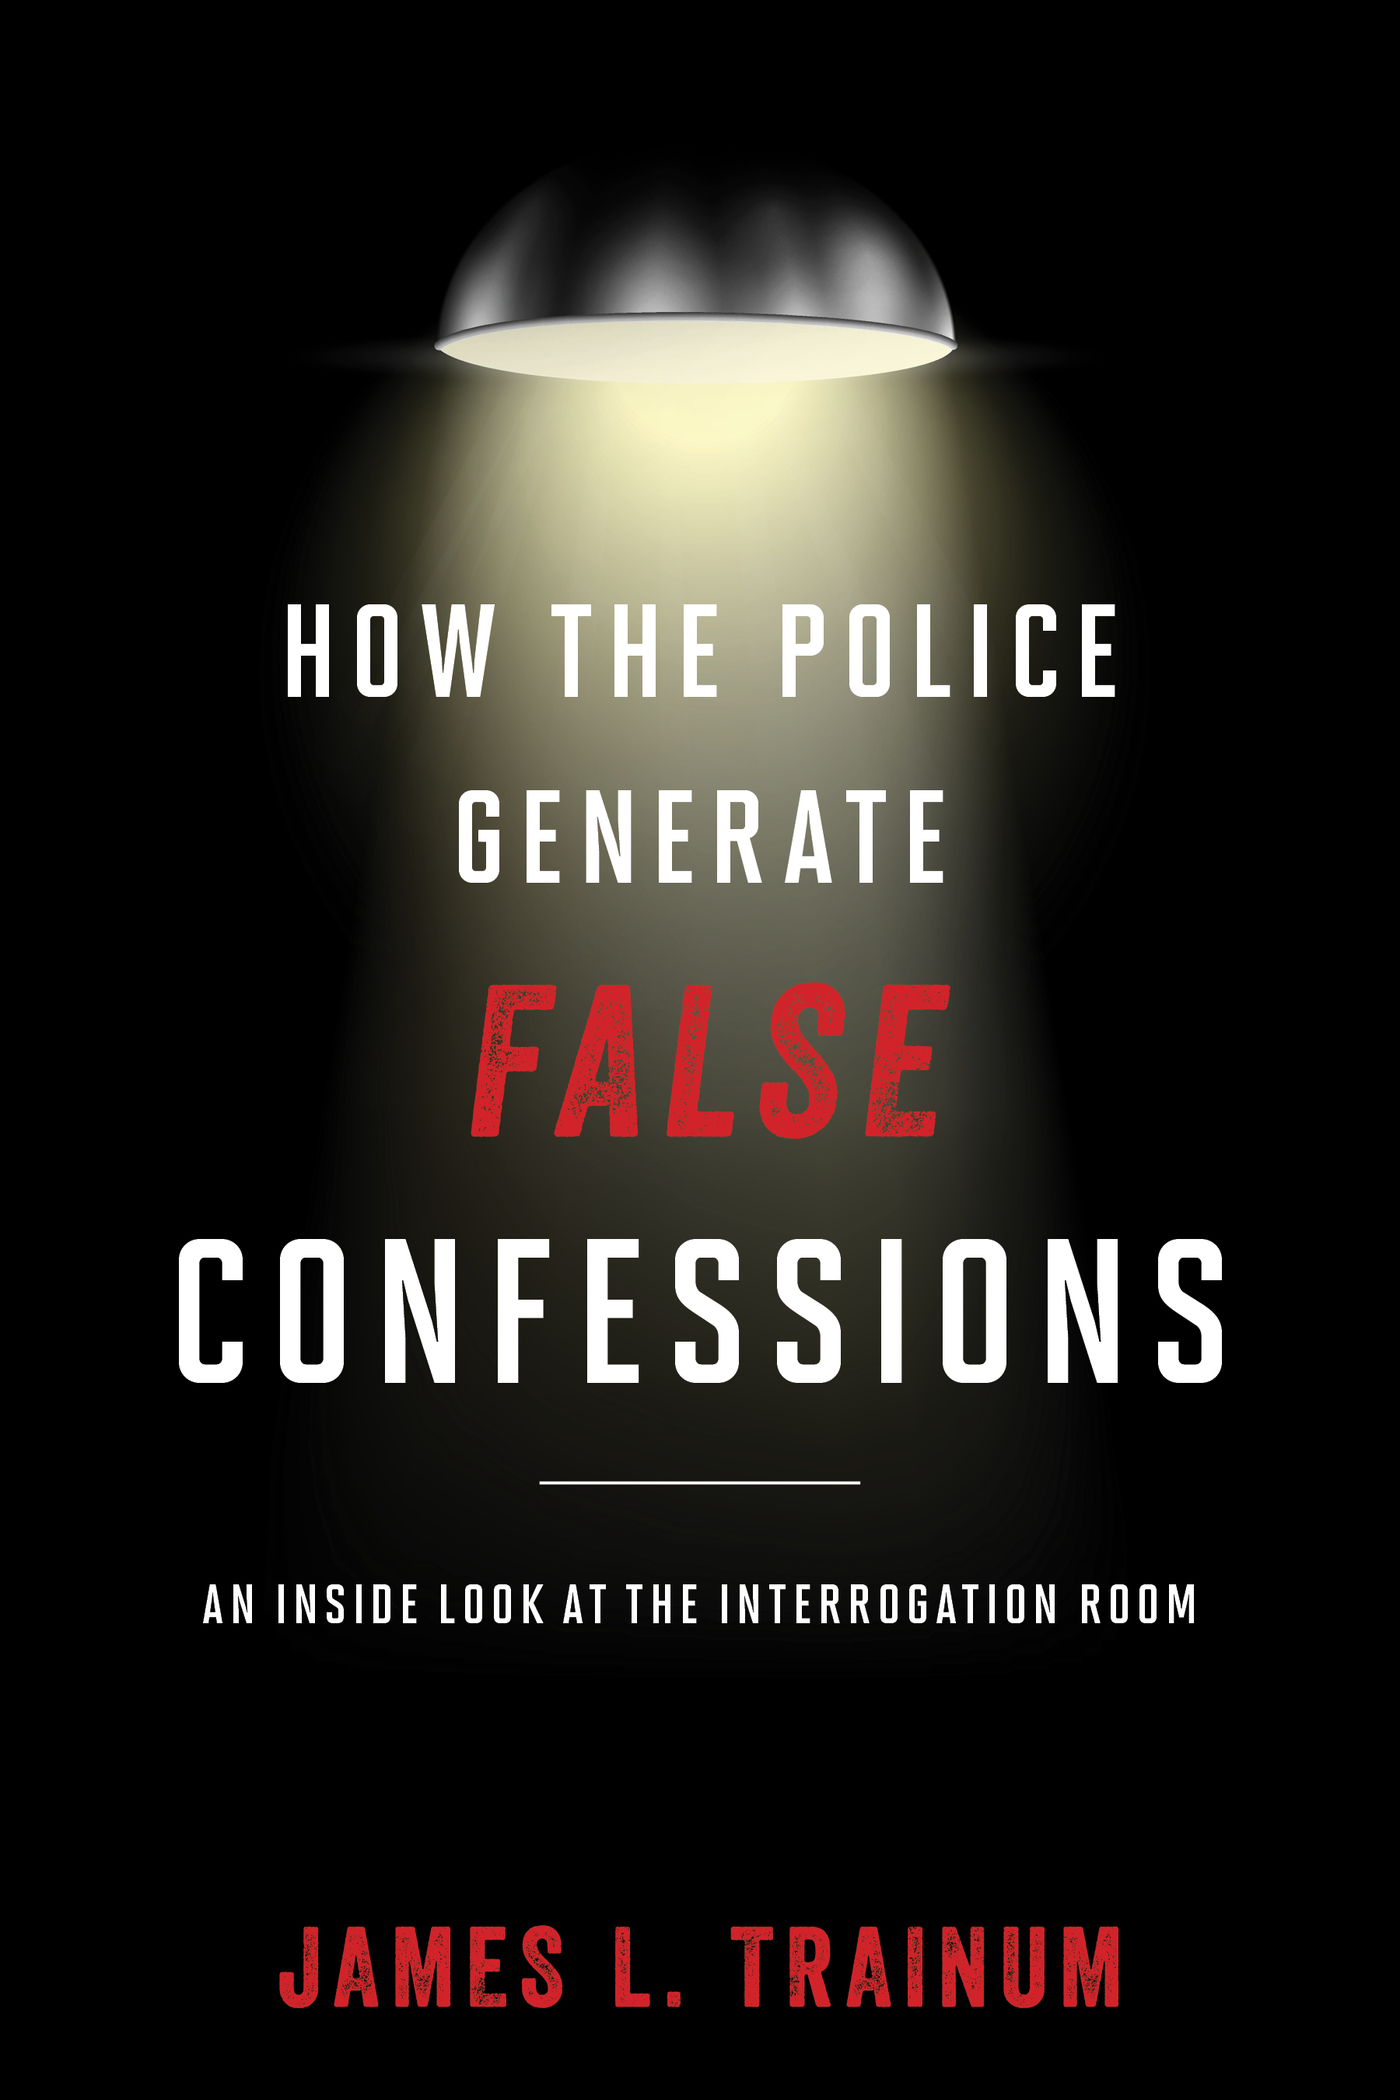 HOW THE POLICE
GENERATE
FALSE
CONFESSIONS
AN INSIDE LOOK AT THE INTERROGATION ROOM
JAMES L. TRAINUM